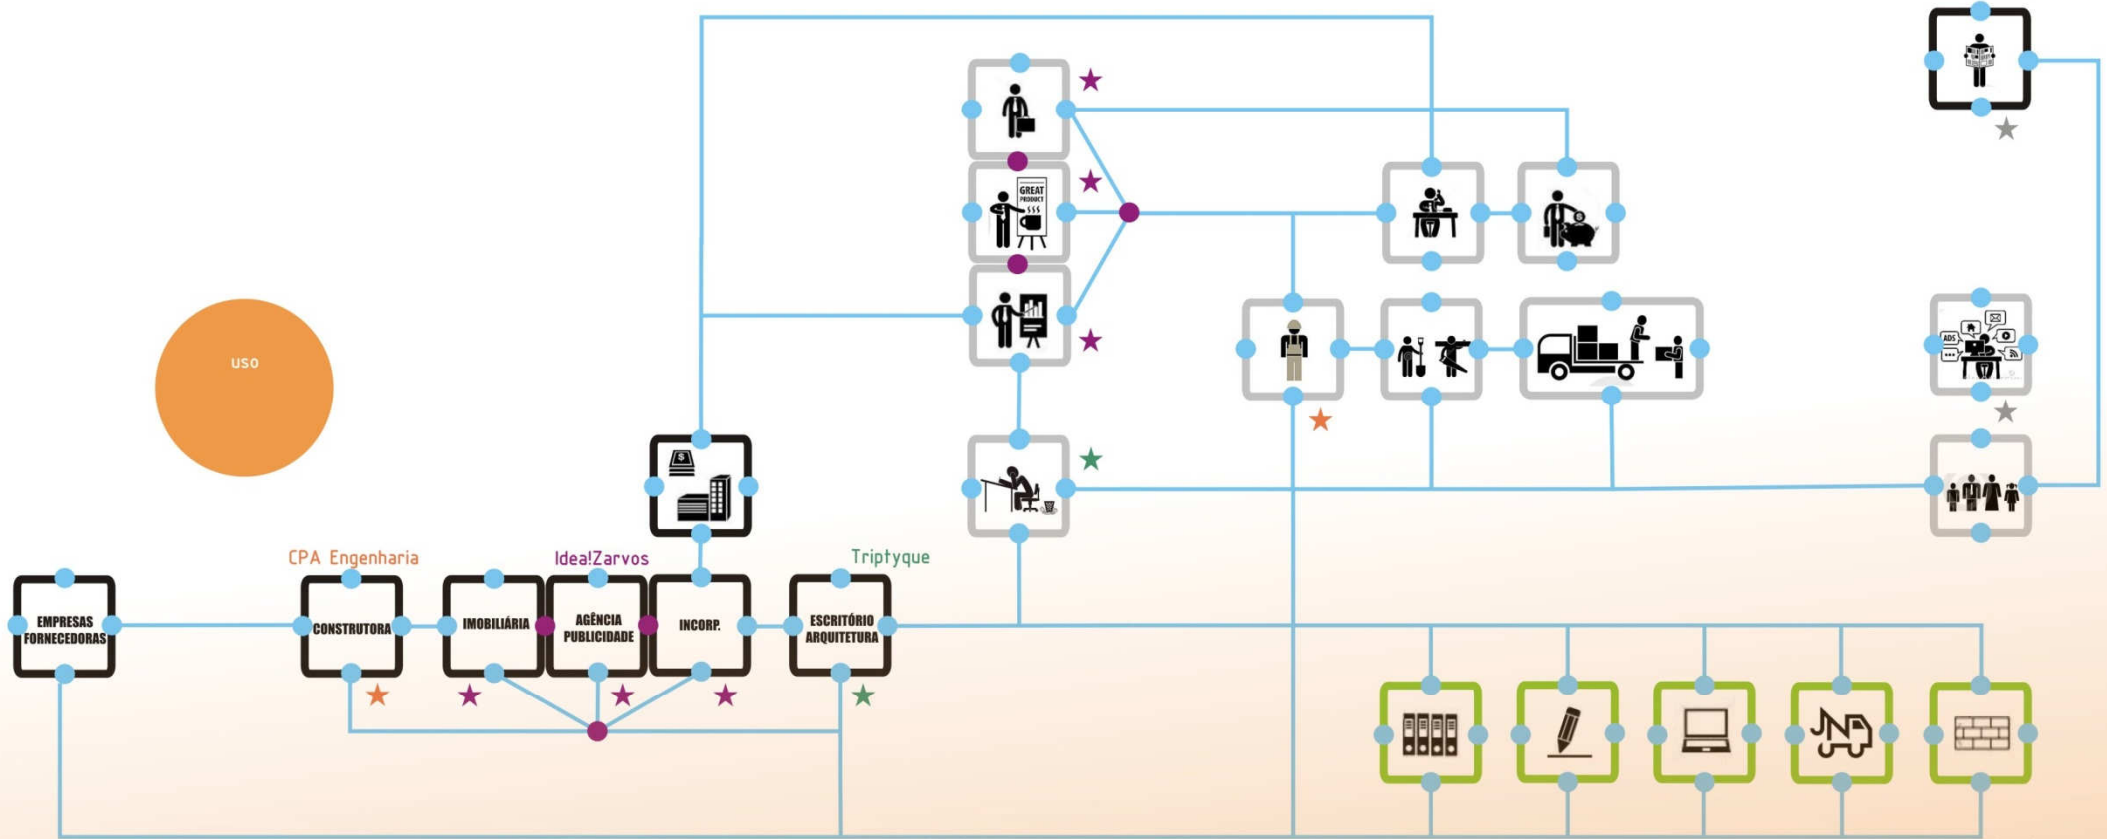 GREAT
PRODUCT
$
uso
ADS
$
CPA Engenharia
Idea!Zarvos
Triptyque
EMPRESAS
FORNECEDORAS
CONSTRUTORA
IMOBILIÁRIA
AGÊNCIA
PUBLICIDADE
INCORP.
ESCRITÓRIO
ARQUITETURA